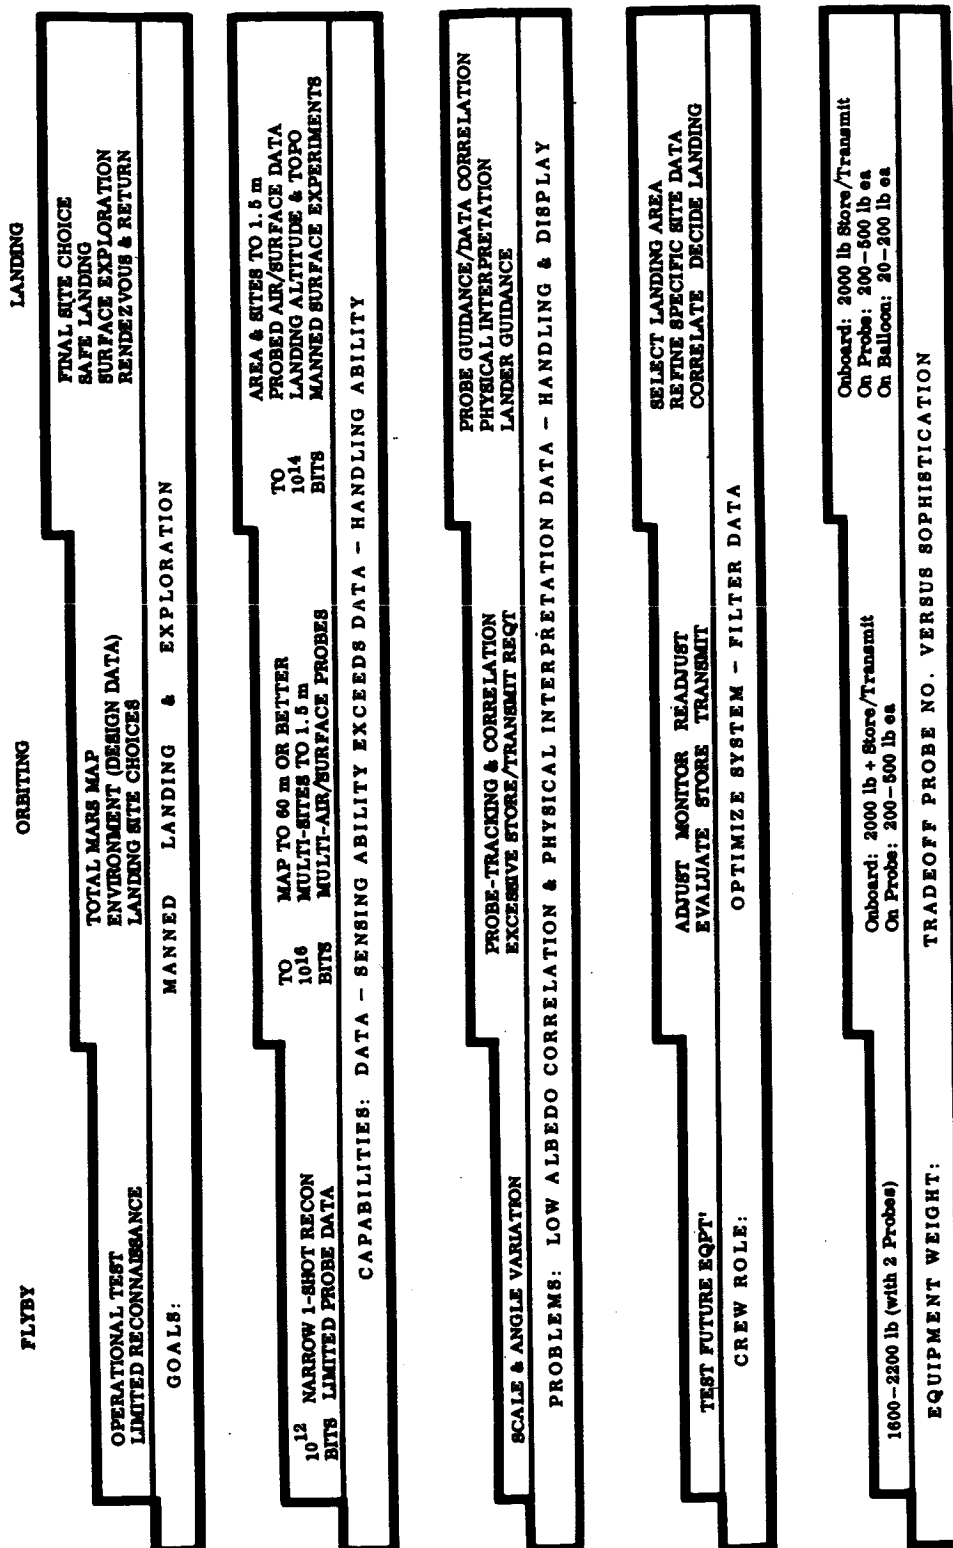 FLYBY
ORBITING
LANDING
OPERATIONAL TEST
LIMITED RECONNAISSANCE
TOTAL MARS MAP
ENVIRONMENT (DESIGN DATA)
LANDING SITE CHOICES
FINAL SITE CHOICE
SAFE LANDING
SURFACE EXPLORATION
RENDEZVOUS & RETURN
GOALS: MANNED LANDING & EXPLORATION
10^12 NARROW 1-SHOT RECON
BITS LIMITED PROBE DATA
TO MAP TO 60 m OR BETTER
10^16 MULTI-SITES TO 1.5 m
BITS MULTI-AIR/SURFACE PROBES
AREA & SITES TO 1.5 m
TO PROBED AIR/SURFACE DATA
10^14 LANDING ALTITUDE & TOPO
BITS MANNED SURFACE EXPERIMENTS
CAPABILITIES: DATA - SENSING ABILITY EXCEEDS DATA - HANDLING ABILITY
SCALE & ANGLE VARIATION
PROBE-TRACKING & CORRELATION
EXCESSIVE STORE/TRANSMIT REQT
PROBE GUIDANCE/DATA CORRELATION
PHYSICAL INTERPRETATION
LANDER GUIDANCE
PROBLEMS: LOW ALBEDO CORRELATION & PHYSICAL INTERPRETATION DATA - HANDLING & DISPLAY
TEST FUTURE EQPT'
ADJUST MONITOR READJUST
EVALUATE STORE TRANSMIT
SELECT LANDING AREA
REFINE SPECIFIC SITE DATA
CORRELATE DECIDE LANDING
CREW ROLE: OPTIMIZE SYSTEM - FILTER DATA
1600-2200 lb (with 2 Probes)
Onboard: 2000 lb + Store/Transmit
On Probe: 200-500 lb ea
Onboard: 2000 lb Store/Transmit
On Probe: 200-500 lb ea
On Balloon: 20-200 lb ea
EQUIPMENT WEIGHT: TRADEOFF PROBE NO. VERSUS SOPHISTICATION